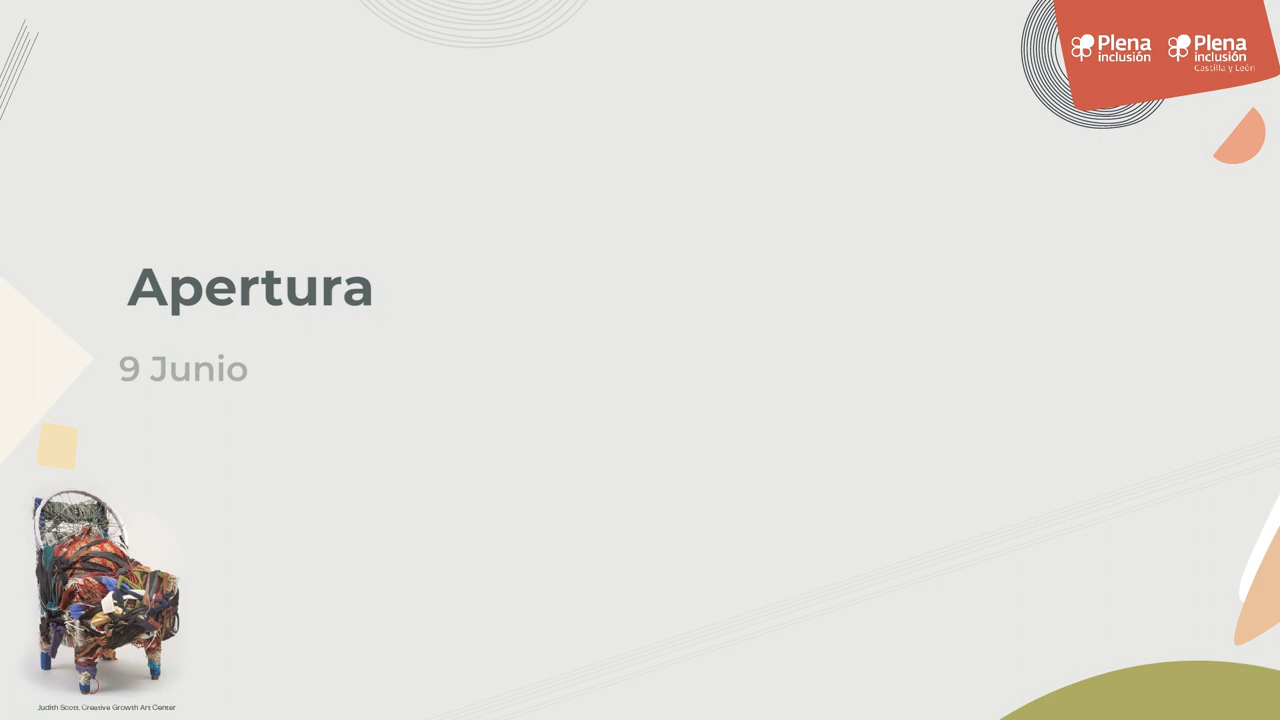 Plena
inclusión
Plena
inclusión
Castilla y León
Apertura
9 Junio
Judith Scott. Creative Growth Art Center